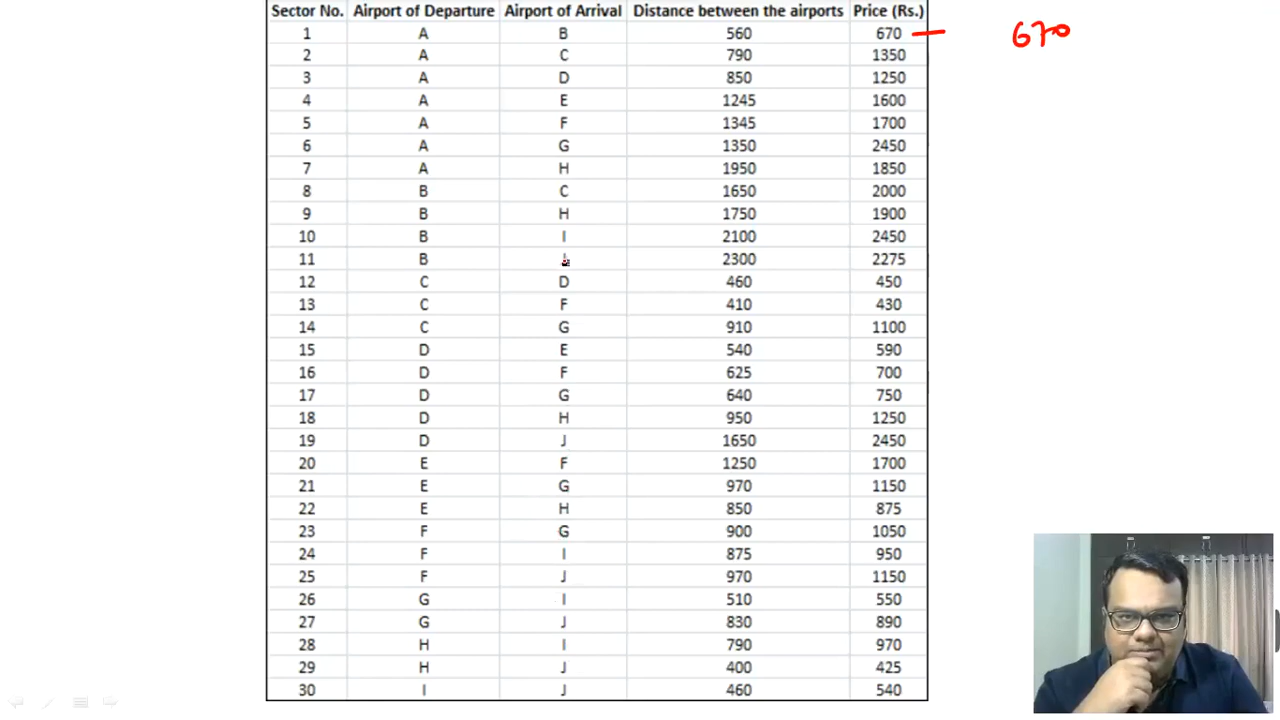 Sector No. Airport of Departure Airport of Arrival Distance between the airports Price (Rs.)
1 A B 560 670 670
2 A C 790 1350
3 A D 850 1250
4 A E 1245 1600
5 A F 1345 1700
6 A G 1350 2450
7 A H 1950 1850
8 B C 1650 2000
9 B H 1750 1900
10 B I 2100 2450
11 B 2300 2275
12 C D 460 450
13 C F 410 430
14 C G 910 1100
15 D E 540 590
16 D F 625 700
17 D G 640 750
18 D H 950 1250
19 D J 1650 2450
20 E F 1250 1700
21 E G 970 1150
22 E H 850 875
23 F G 900 1050
24 F I 875 950
25 F J 970 1150
26 G I 510 550
27 G J 830 890
28 H I 790 970
29 H J 400 425
30 I J 460 540